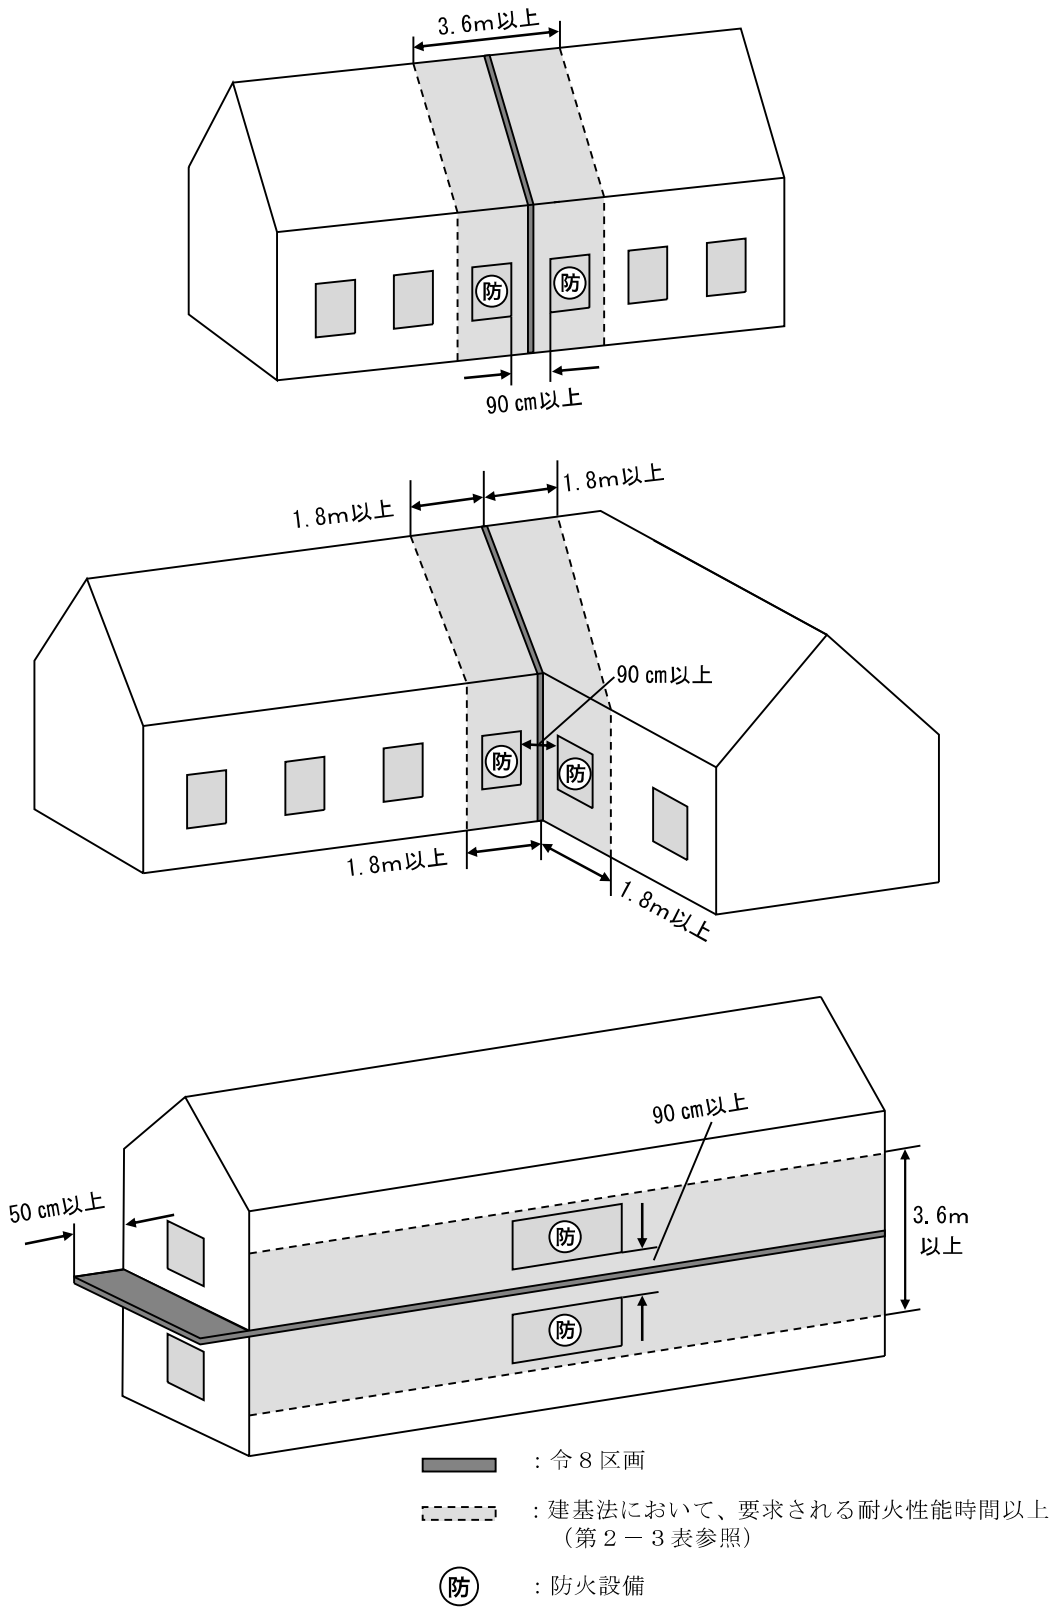 3.6m以上
防
防
90㎝以上
1.8m以上
1.8m以上
90㎝以上
防
防
1.8m以上
1.8m以上
90㎝以上
50㎝以上
防
3.6m
以上
防
：令８区画
：建基法において、要求される耐火性能時間以上
（第２－３表参照）
防
：防火設備